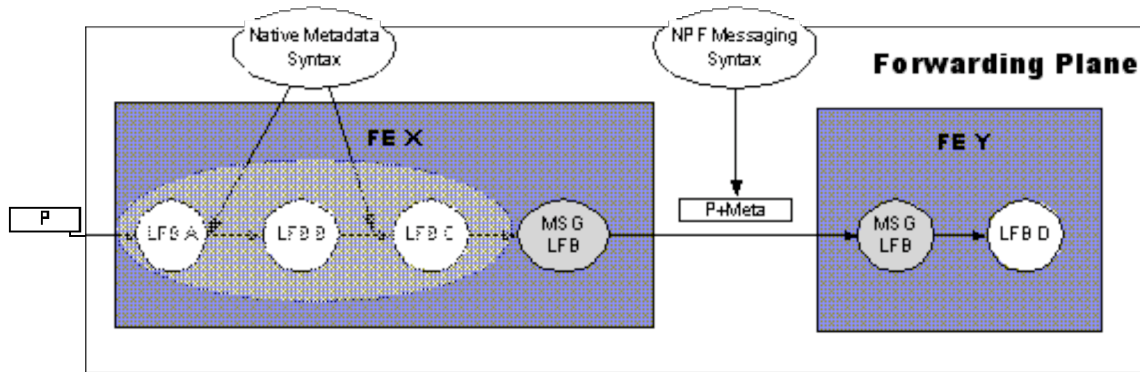 Native Metadata
Syntax
NPF Messaging
Syntax
Forwarding Plane
FE X
FE Y
P
LFB A
LFB B
LFB C
MSG
LFB
P+Meta
MSG
LFB
LFB D